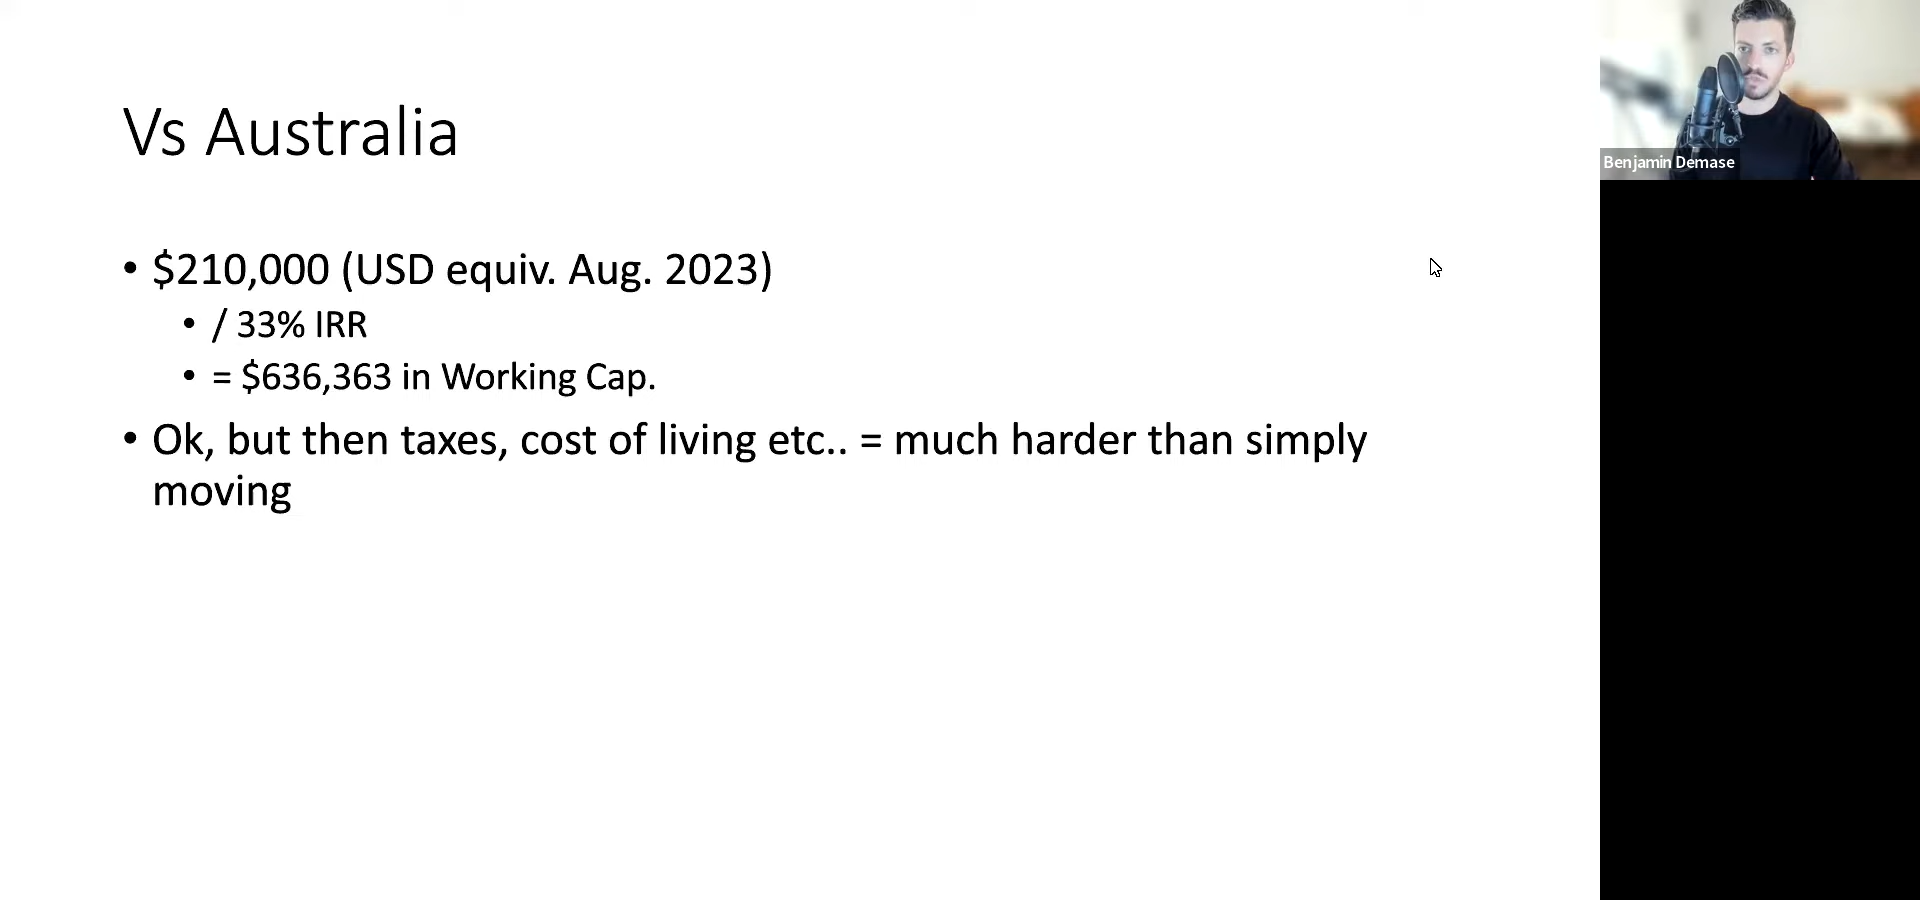 Vs Australia
• $210,000 (USD equiv. Aug. 2023)
• / 33% IRR
• = $636,363 in Working Cap.
• Ok, but then taxes, cost of living etc.. = much harder than simply
moving
Benjamin Demase